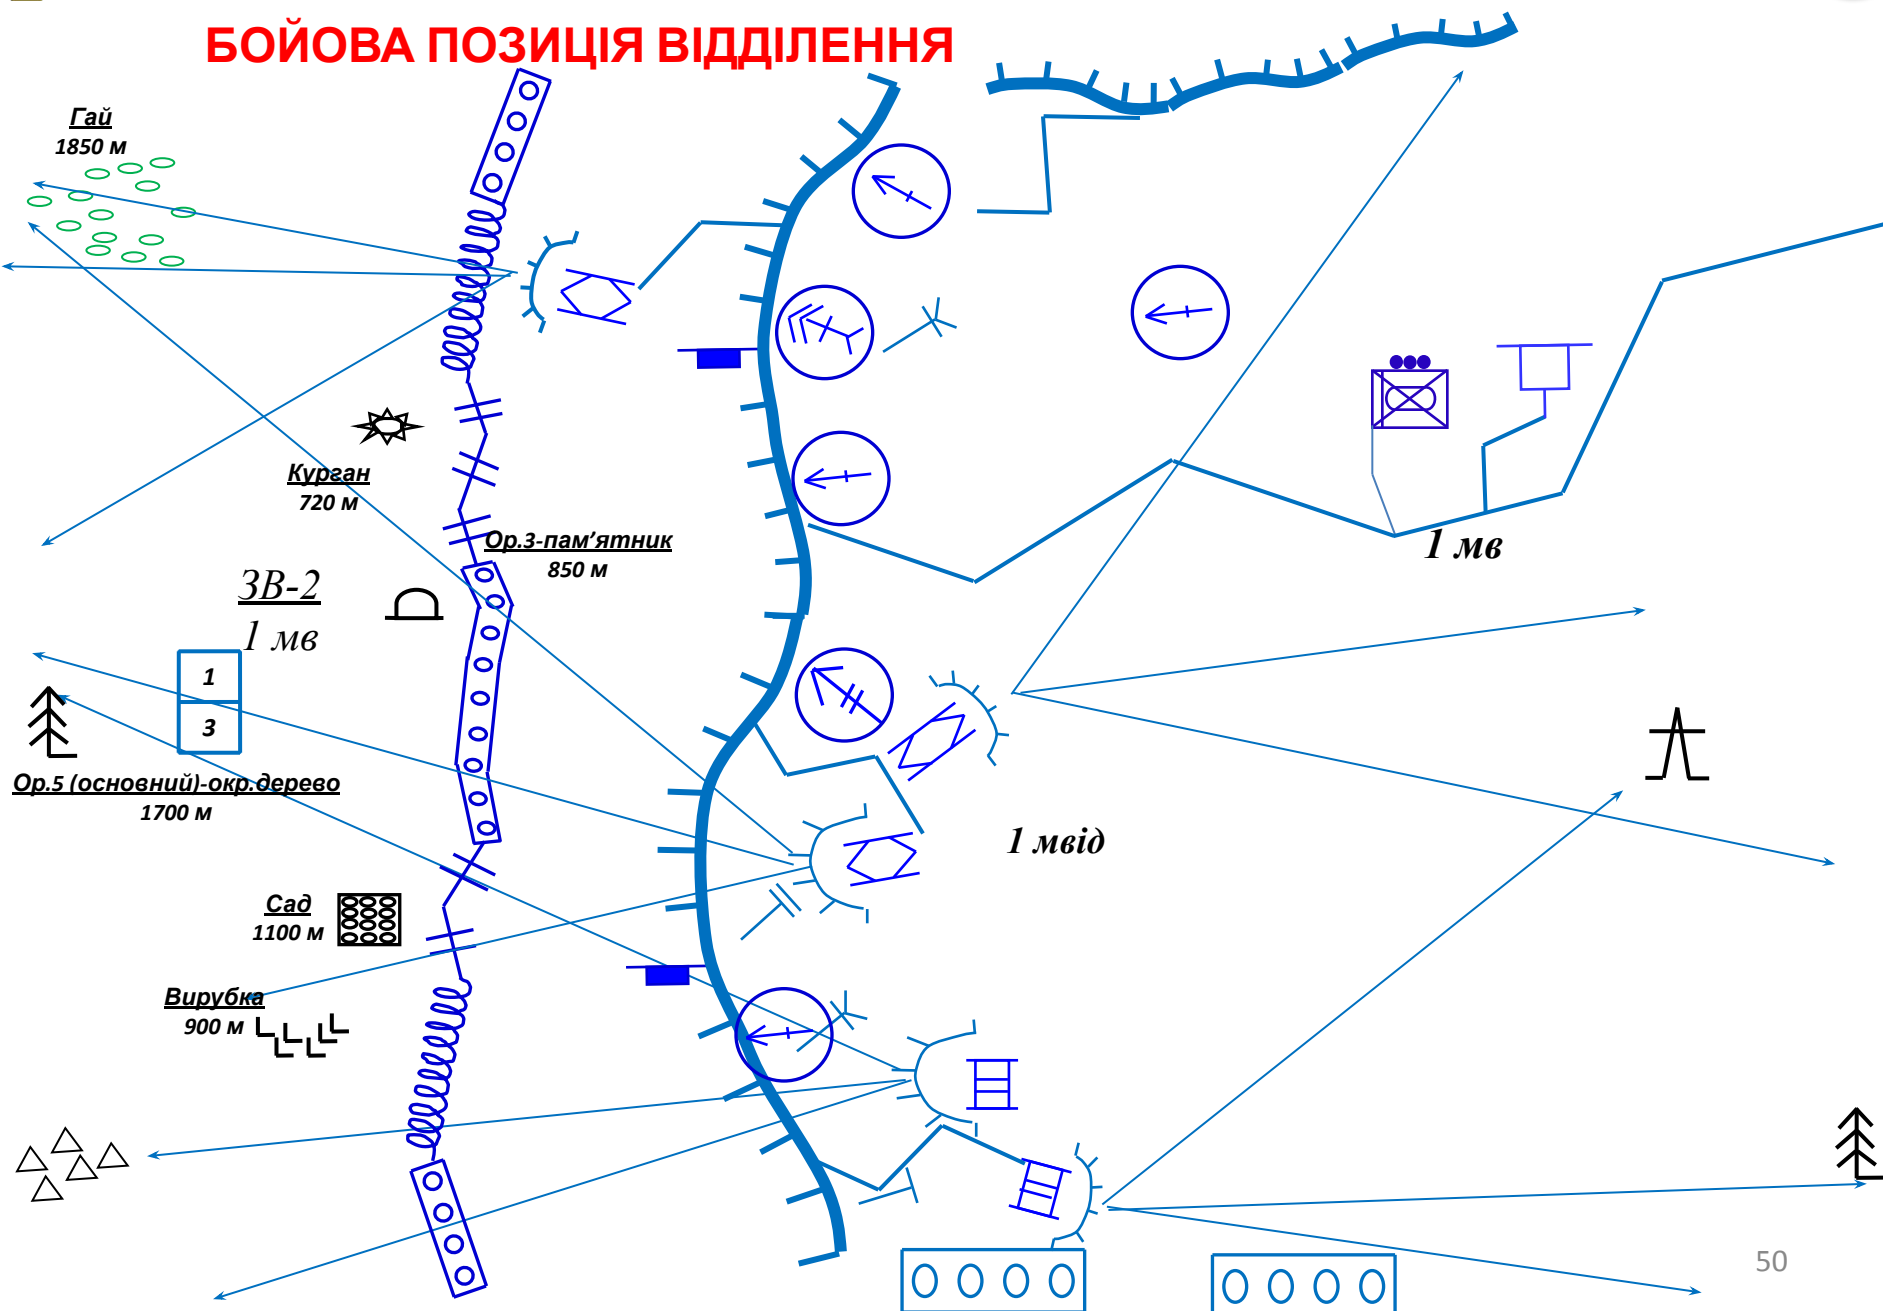 БОЙОВА ПОЗИЦІЯ ВІДДІЛЕННЯ
Гай
1850 м
Курган
720 м
Ор.3-пам’ятник
850 м
1 мв
ЗВ-2
1 мв
1
3
Ор.5 (основний)-окр.дерево
1700 м
1 мвід
Сад
1100 м
Вирубка
900 м
50